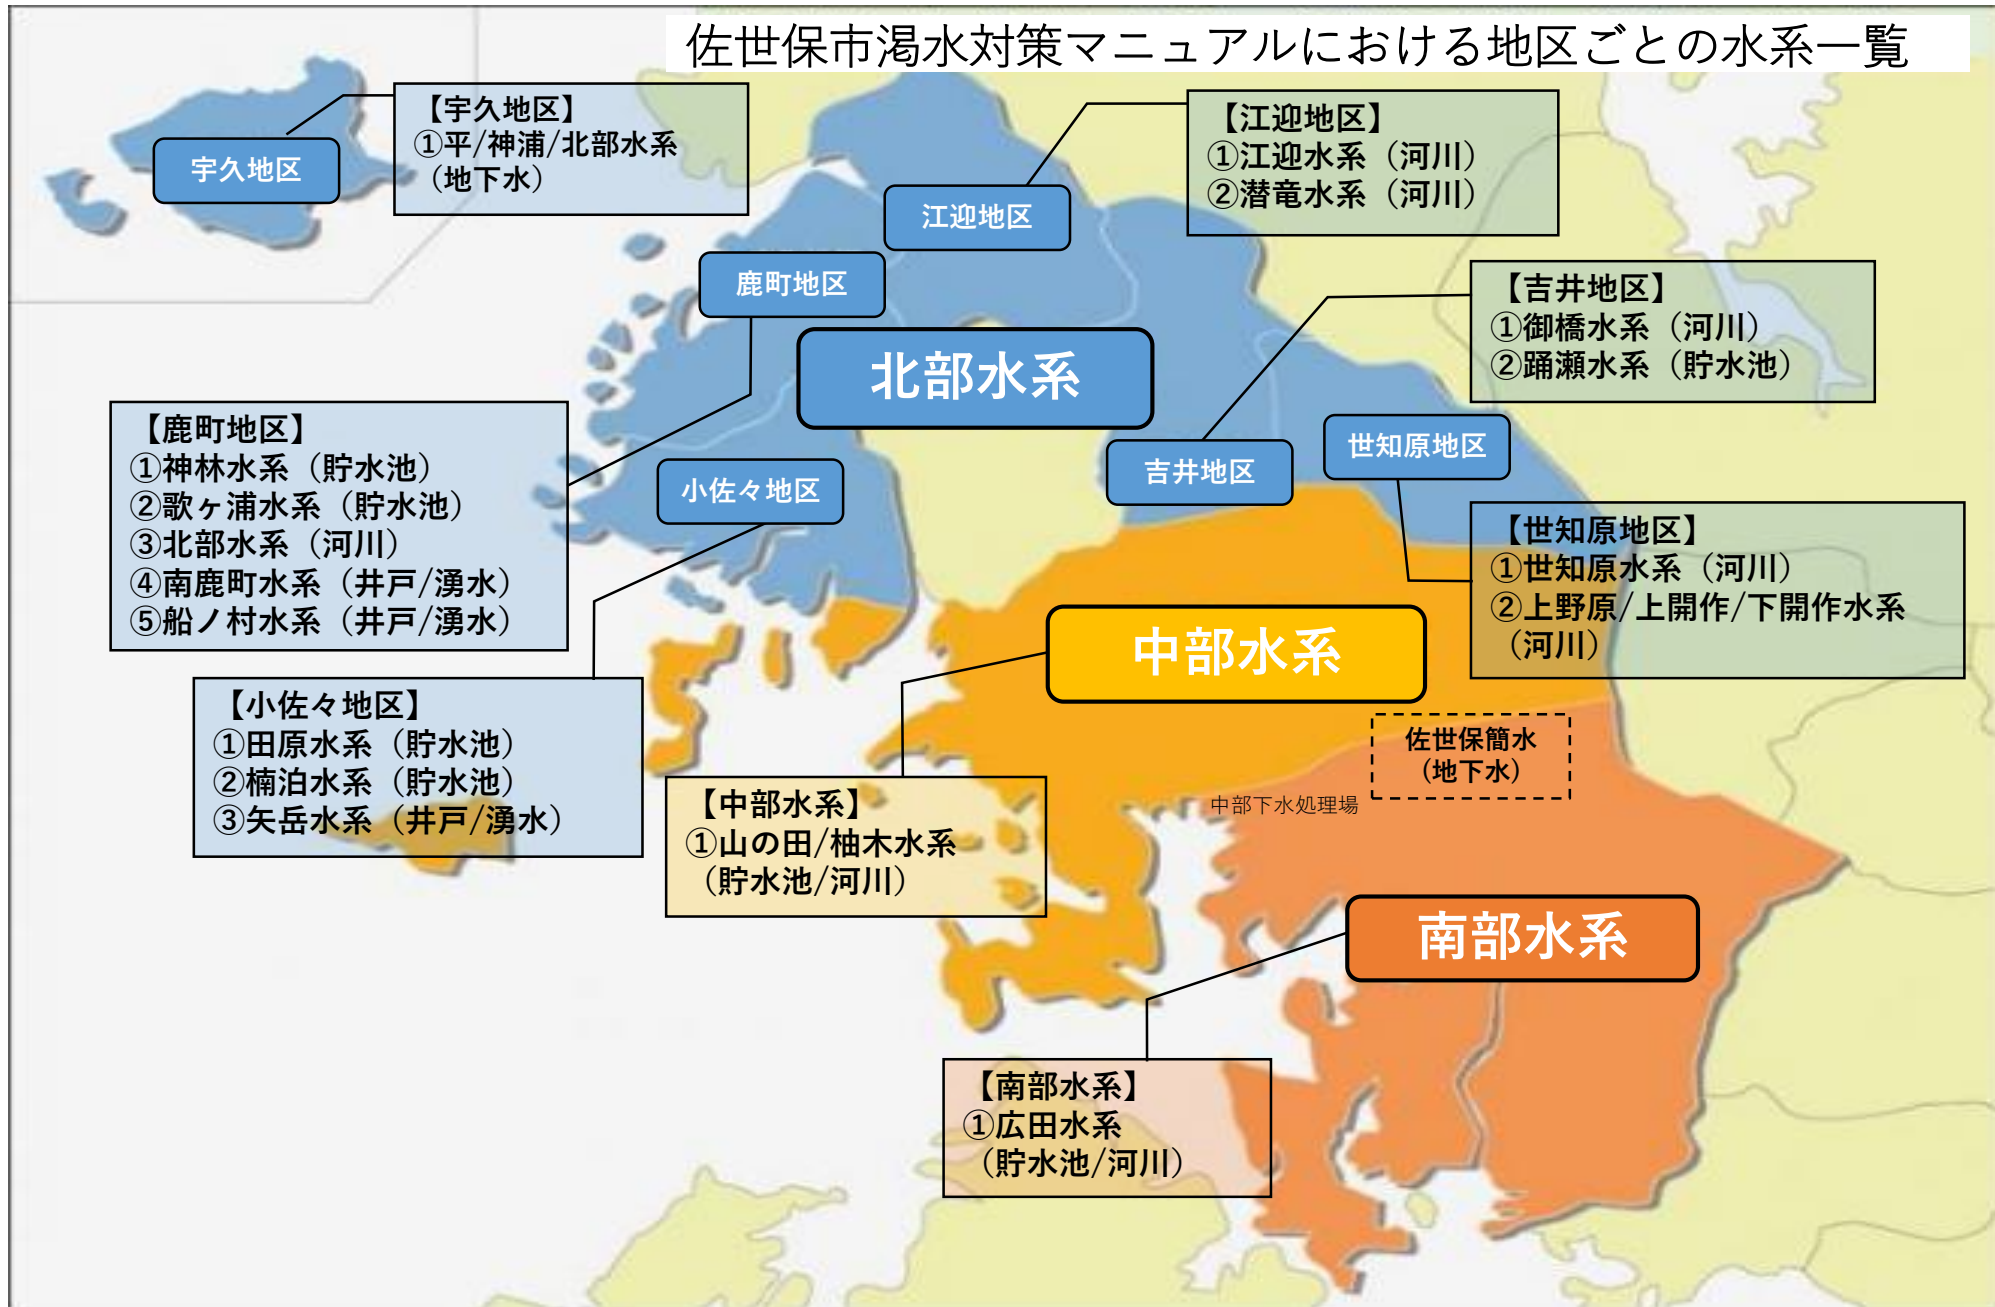 佐世保市渇水対策マニュアルにおける地区ごとの水系一覧
【宇久地区】
①平/神浦/北部水系
（地下水）
宇久地区
【江迎地区】
①江迎水系（河川）
②潜竜水系（河川）
江迎地区
鹿町地区
【吉井地区】
①御橋水系（河川）
②踊瀬水系（貯水池）
北部水系
【鹿町地区】
①神林水系（貯水池）
②歌ヶ浦水系（貯水池）
③北部水系（河川）
④南鹿町水系（井戸/湧水）
⑤船ノ村水系（井戸/湧水）
小佐々地区
吉井地区
世知原地区
【世知原地区】
①世知原水系（河川）
②上野原/上開作/下開作水系
（河川）
中部水系
【小佐々地区】
①田原水系（貯水池）
②楠泊水系（貯水池）
③矢岳水系（井戸/湧水）
佐世保簡水
（地下水）
中部下水処理場
【中部水系】
①山の田/柚木水系
（貯水池/河川）
南部水系
【南部水系】
①広田水系
（貯水池/河川）